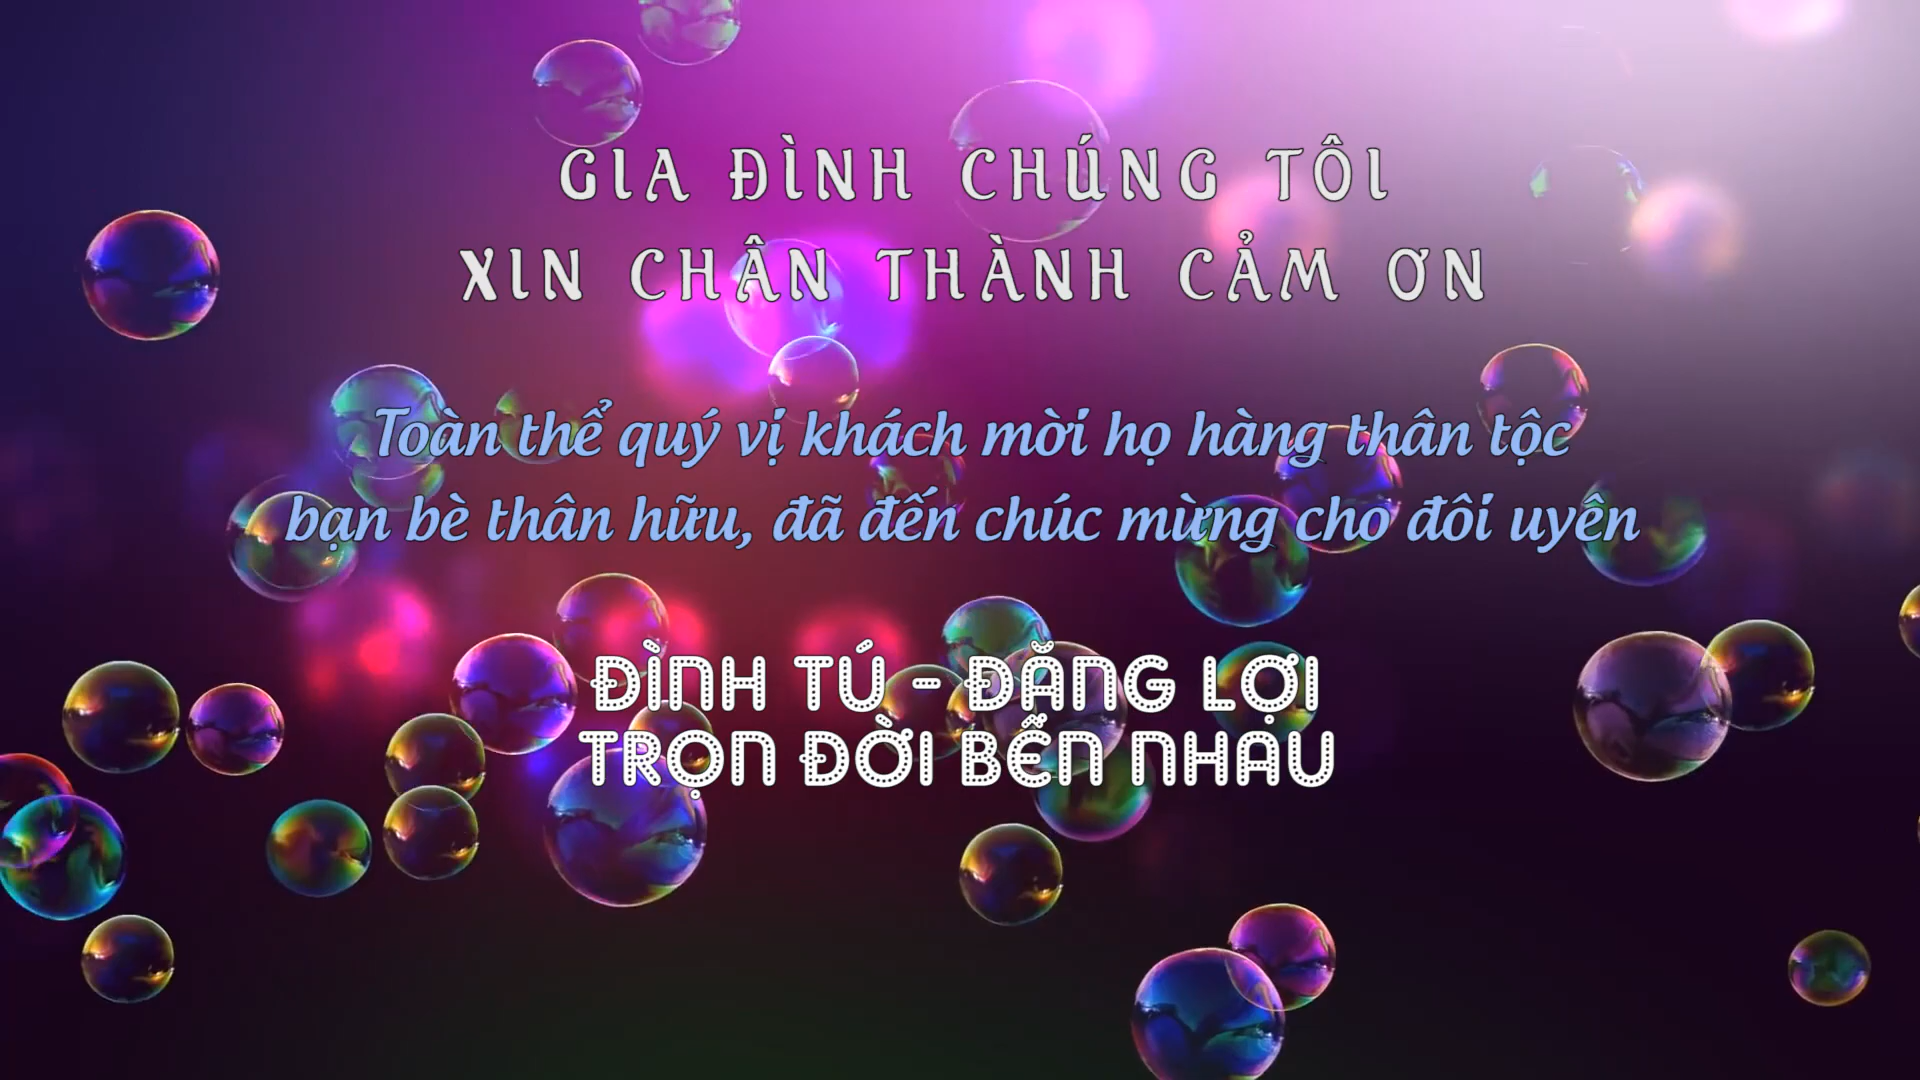 GIA ĐÌNH CHÚNG TÔI
XIN CHÂN THÀNH CẢM ƠN
Toàn thể quý vị khách mời họ hàng thân tộc
bạn bè thân hữu, đã đến chúc mừng cho đôi uyên
ĐÌNH TÚ - ĐĂNG LỢI
TRỌN ĐỜI BỄN NHAU